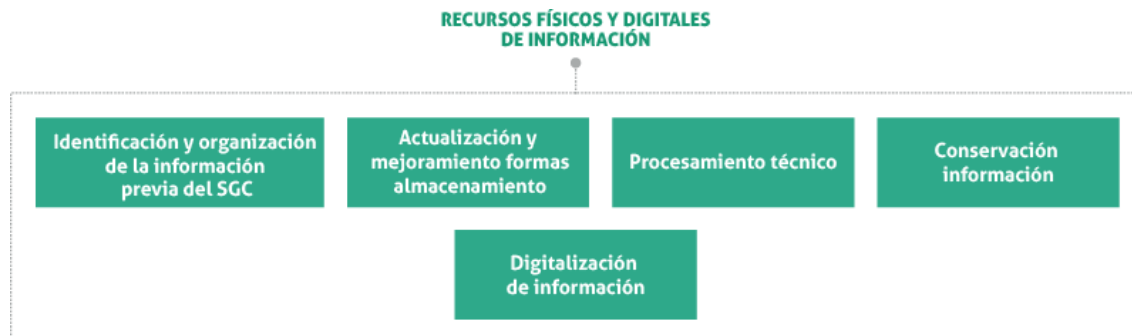 RECURSOS FÍSICOS Y DIGITALES
DE INFORMACIÓN
Identificación y organización
de la información
previa del SGC
Actualización y
mejoramiento formas
almacenamiento
Procesamiento técnico
Conservación
información
Digitalización
de información